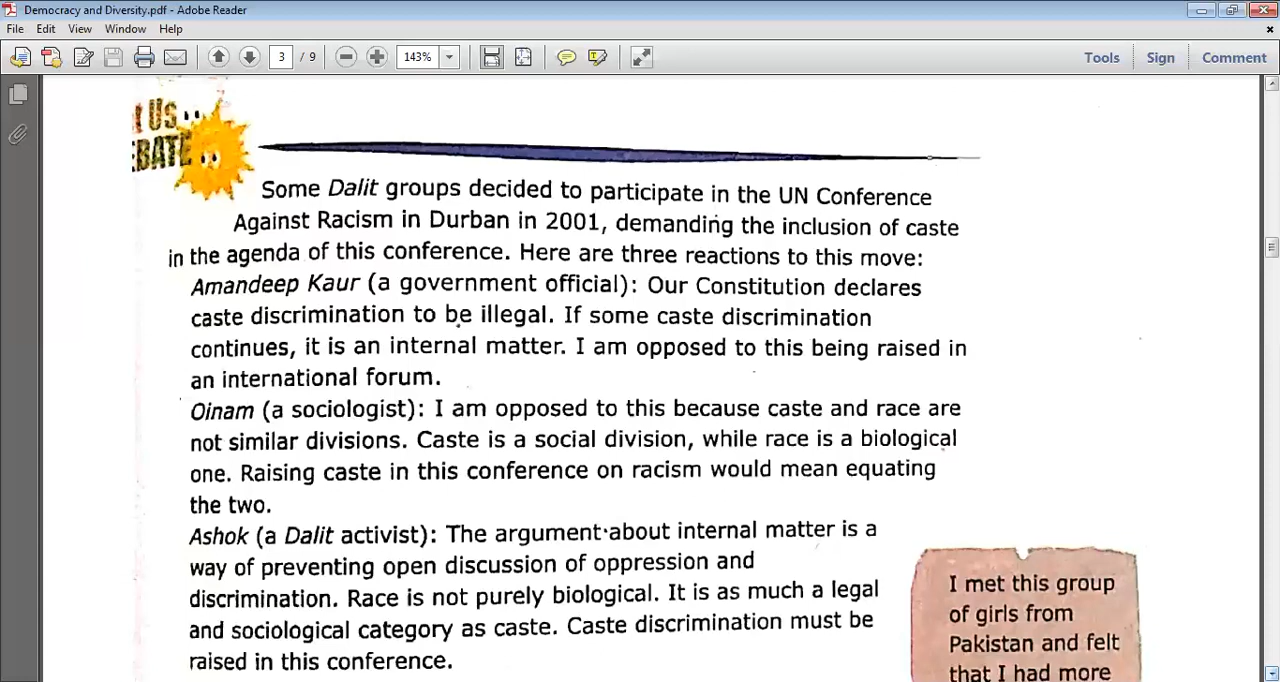 Democracy and Diversity.pdf - Adobe Reader
File Edit View Window Help
3 / 9 143% Tools Sign Comment
US..
BATE..
Some Dalit groups decided to participate in the UN Conference
Against Racism in Durban in 2001, demanding the inclusion of caste
in the agenda of this conference. Here are three reactions to this move:
Amandeep Kaur (a government official): Our Constitution declares
caste discrimination to be illegal. If some caste discrimination
continues, it is an internal matter. I am opposed to this being raised in
an international forum.
Oinam (a sociologist): I am opposed to this because caste and race are
not similar divisions. Caste is a social division, while race is a biological
one. Raising caste in this conference on racism would mean equating
the two.
Ashok (a Dalit activist): The argument about internal matter is a
way of preventing open discussion of oppression and
discrimination. Race is not purely biological. It is as much a legal
and sociological category as caste. Caste discrimination must be
raised in this conference.
I met this group
of girls from
Pakistan and felt
that I had more